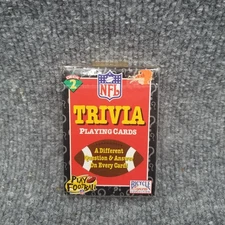 2
NFL
TRIVIA
PLAYING CARDS
A Different
Question & Answer
On Every Card!
PLAY
FOOTBALL
BICYCLE